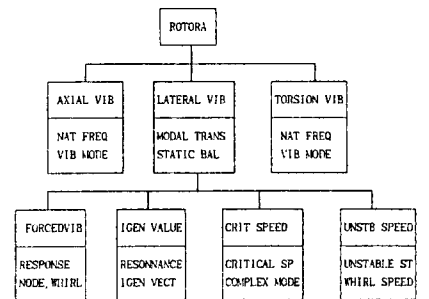 ROTORA
AXIAL VIB
LATERAL VIB
TORSION VIB
NAT FREQ
VIB MODE
MODAL TRANS
STATIC BAL
NAT FREQ
VIB MODE
FORCEDVIB
IGEN VALUE
CRIT SPEED
UNSTB SPEED
RESPONSE
NODE, WHIRL
RESONNANCE
IGEN VECT
CRITICAL SP
COMPLEX MODE
UNSTABLE ST
WHIRL SPEED